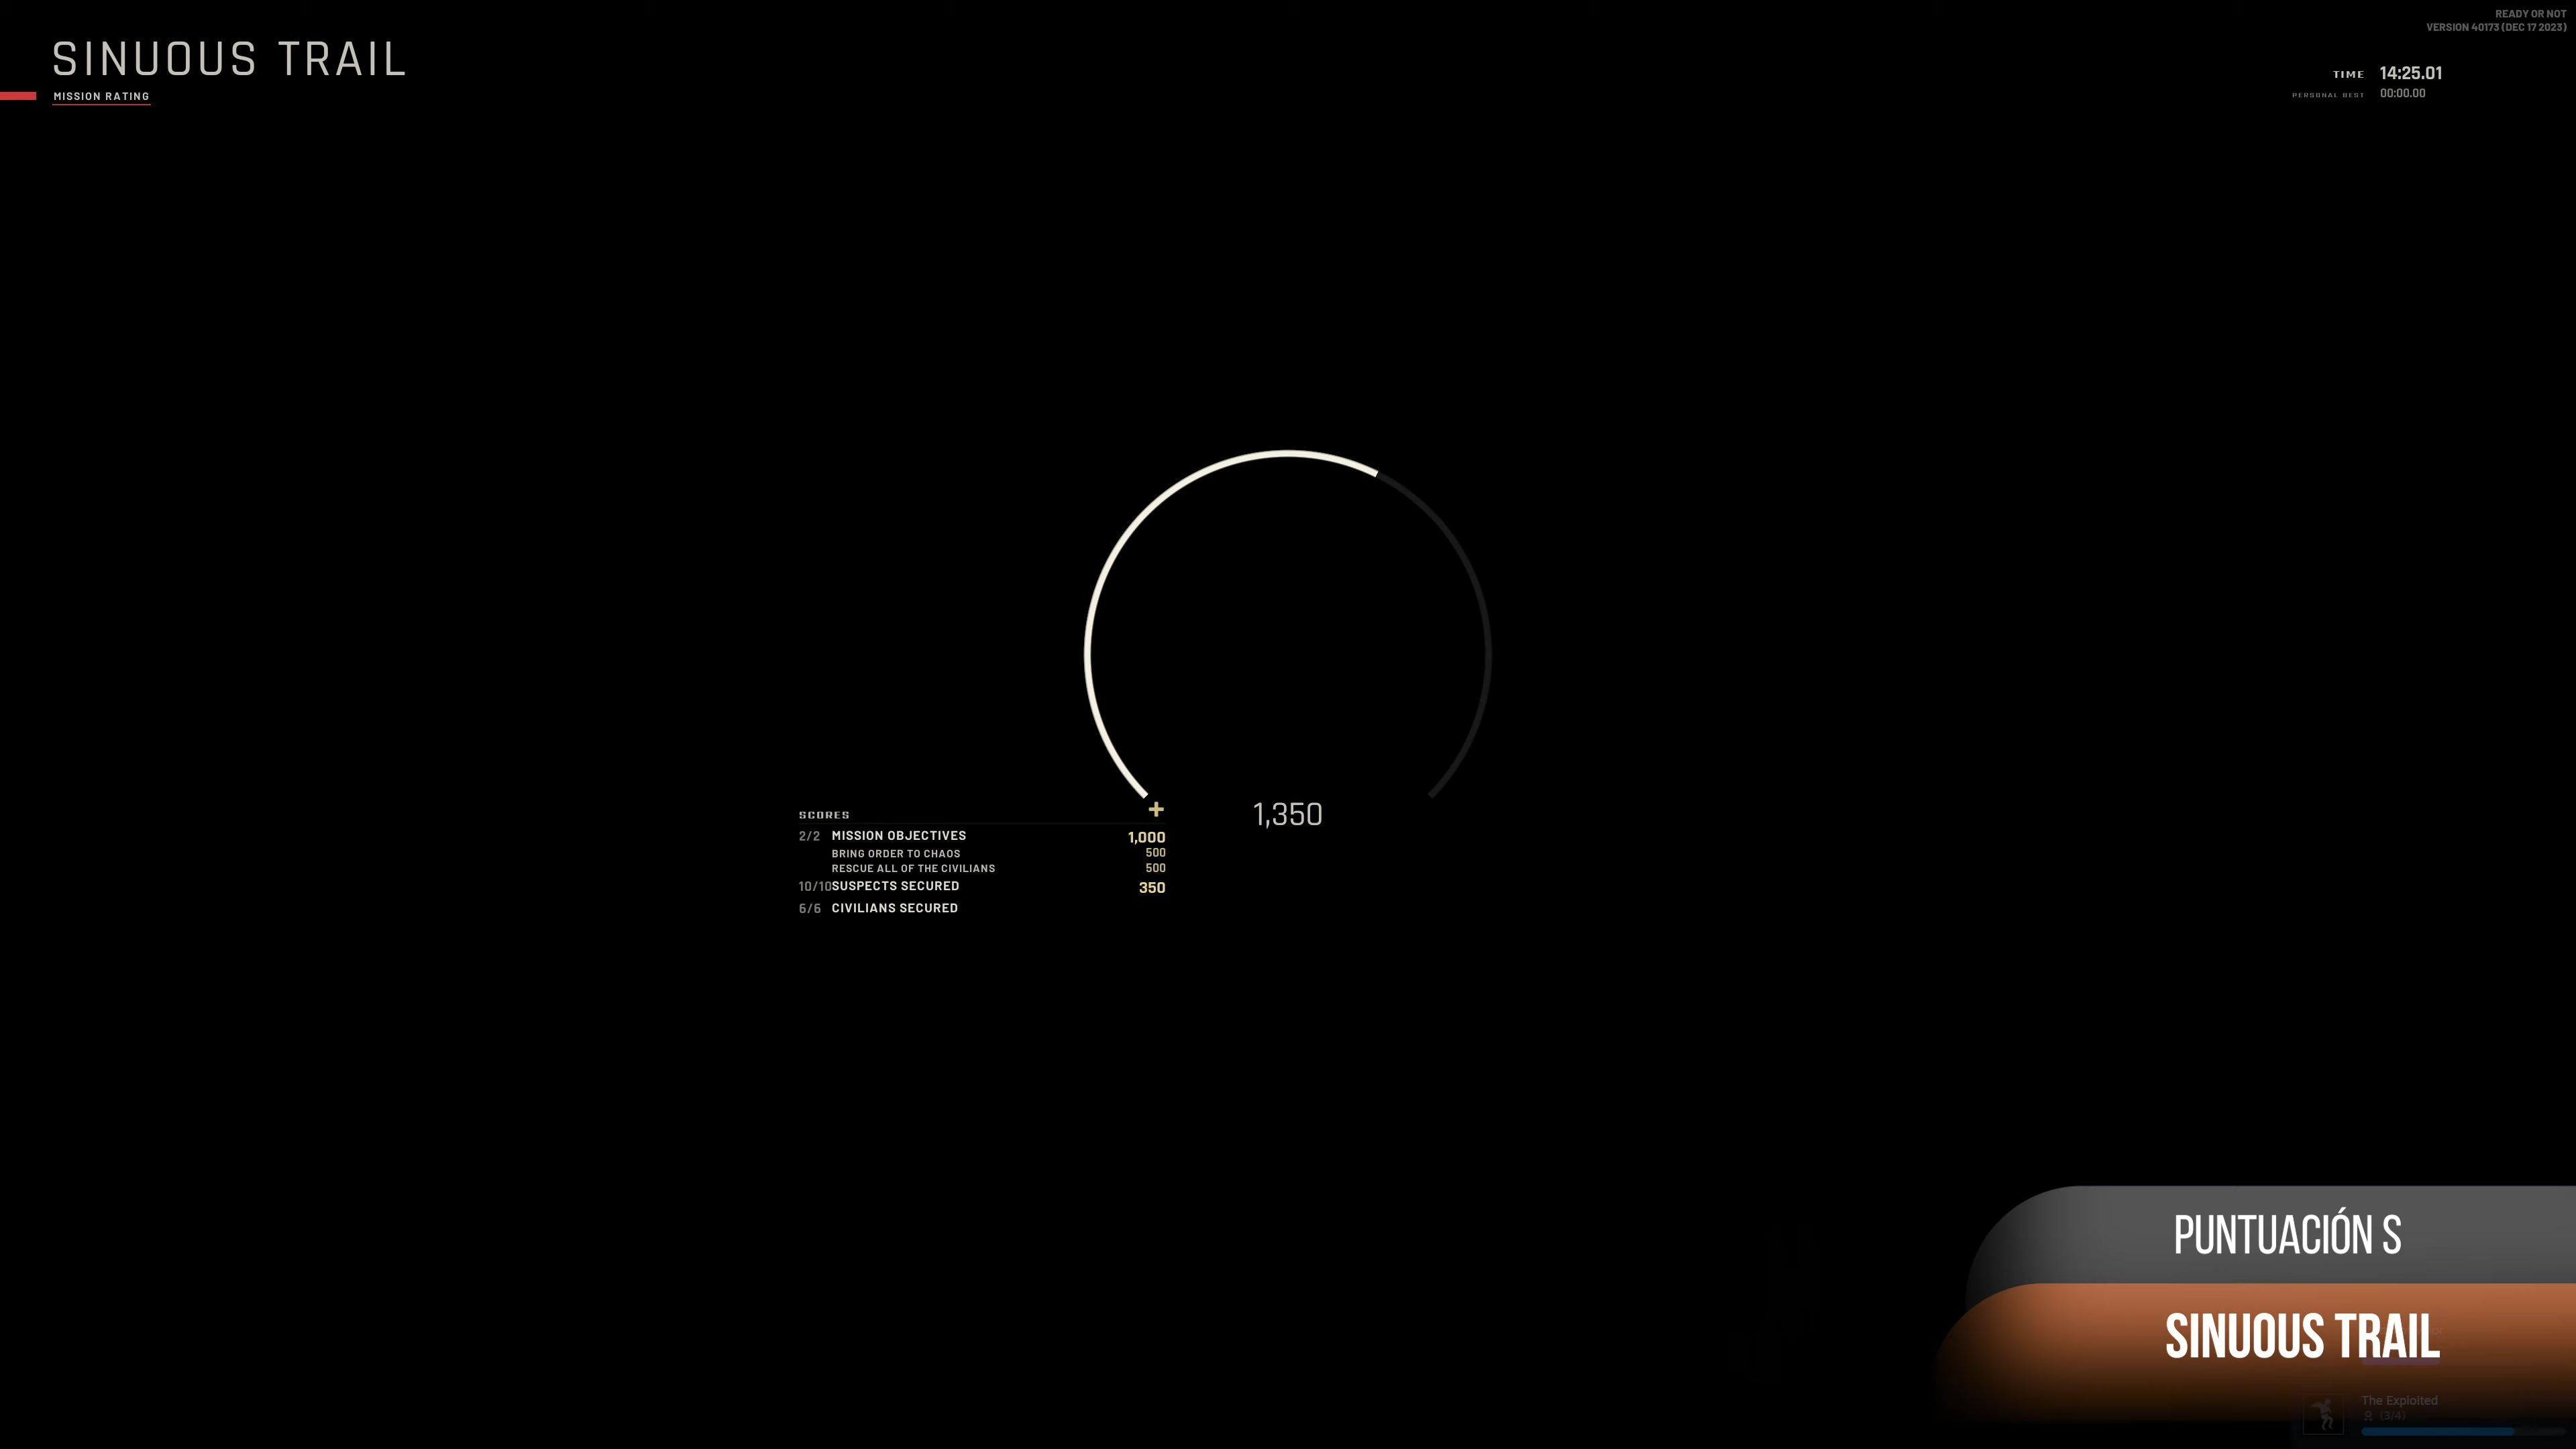 SINUOUS TRAIL
MISSION RATING
READY OR NOT
VERSION 40173 (DEC 17 2023)
TIME 14:25.01
PERSONAL BEST 00:00.00
1,350
SCORES +
2/2 MISSION OBJECTIVES 1,000
BRING ORDER TO CHAOS 500
RESCUE ALL OF THE CIVILIANS 500
10/10 SUSPECTS SECURED 350
6/6 CIVILIANS SECURED
PUNTUACIÓN S
SINUOUS TRAIL
The Exploited
(3/4)